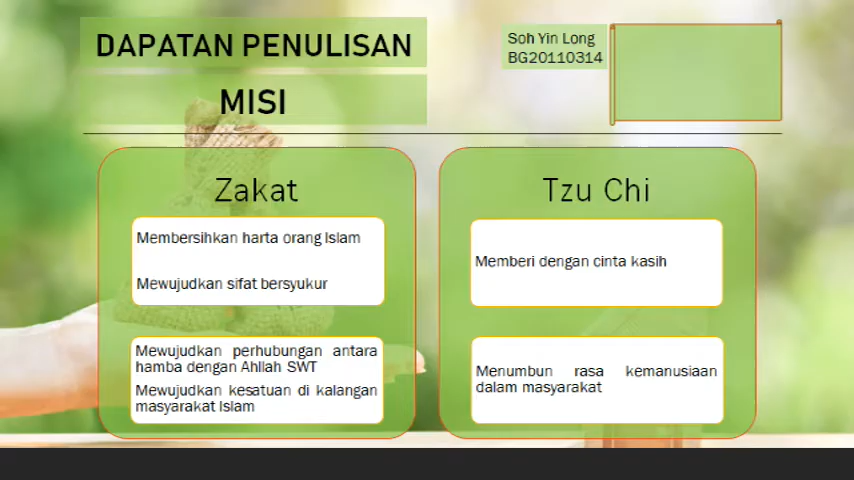 DAPATAN PENULISAN
MISI
Soh Yin Long
BG20110314
Zakat
Membersihkan harta orang Islam
Mewujudkan sifat bersyukur
Mewujudkan perhubungan antara
hamba dengan Ahllah SWT
Mewujudkan kesatuan di kalangan
masyarakat Islam
Tzu Chi
Memberi dengan cinta kasih
Menumbun rasa kemanusiaan
dalam masyarakat